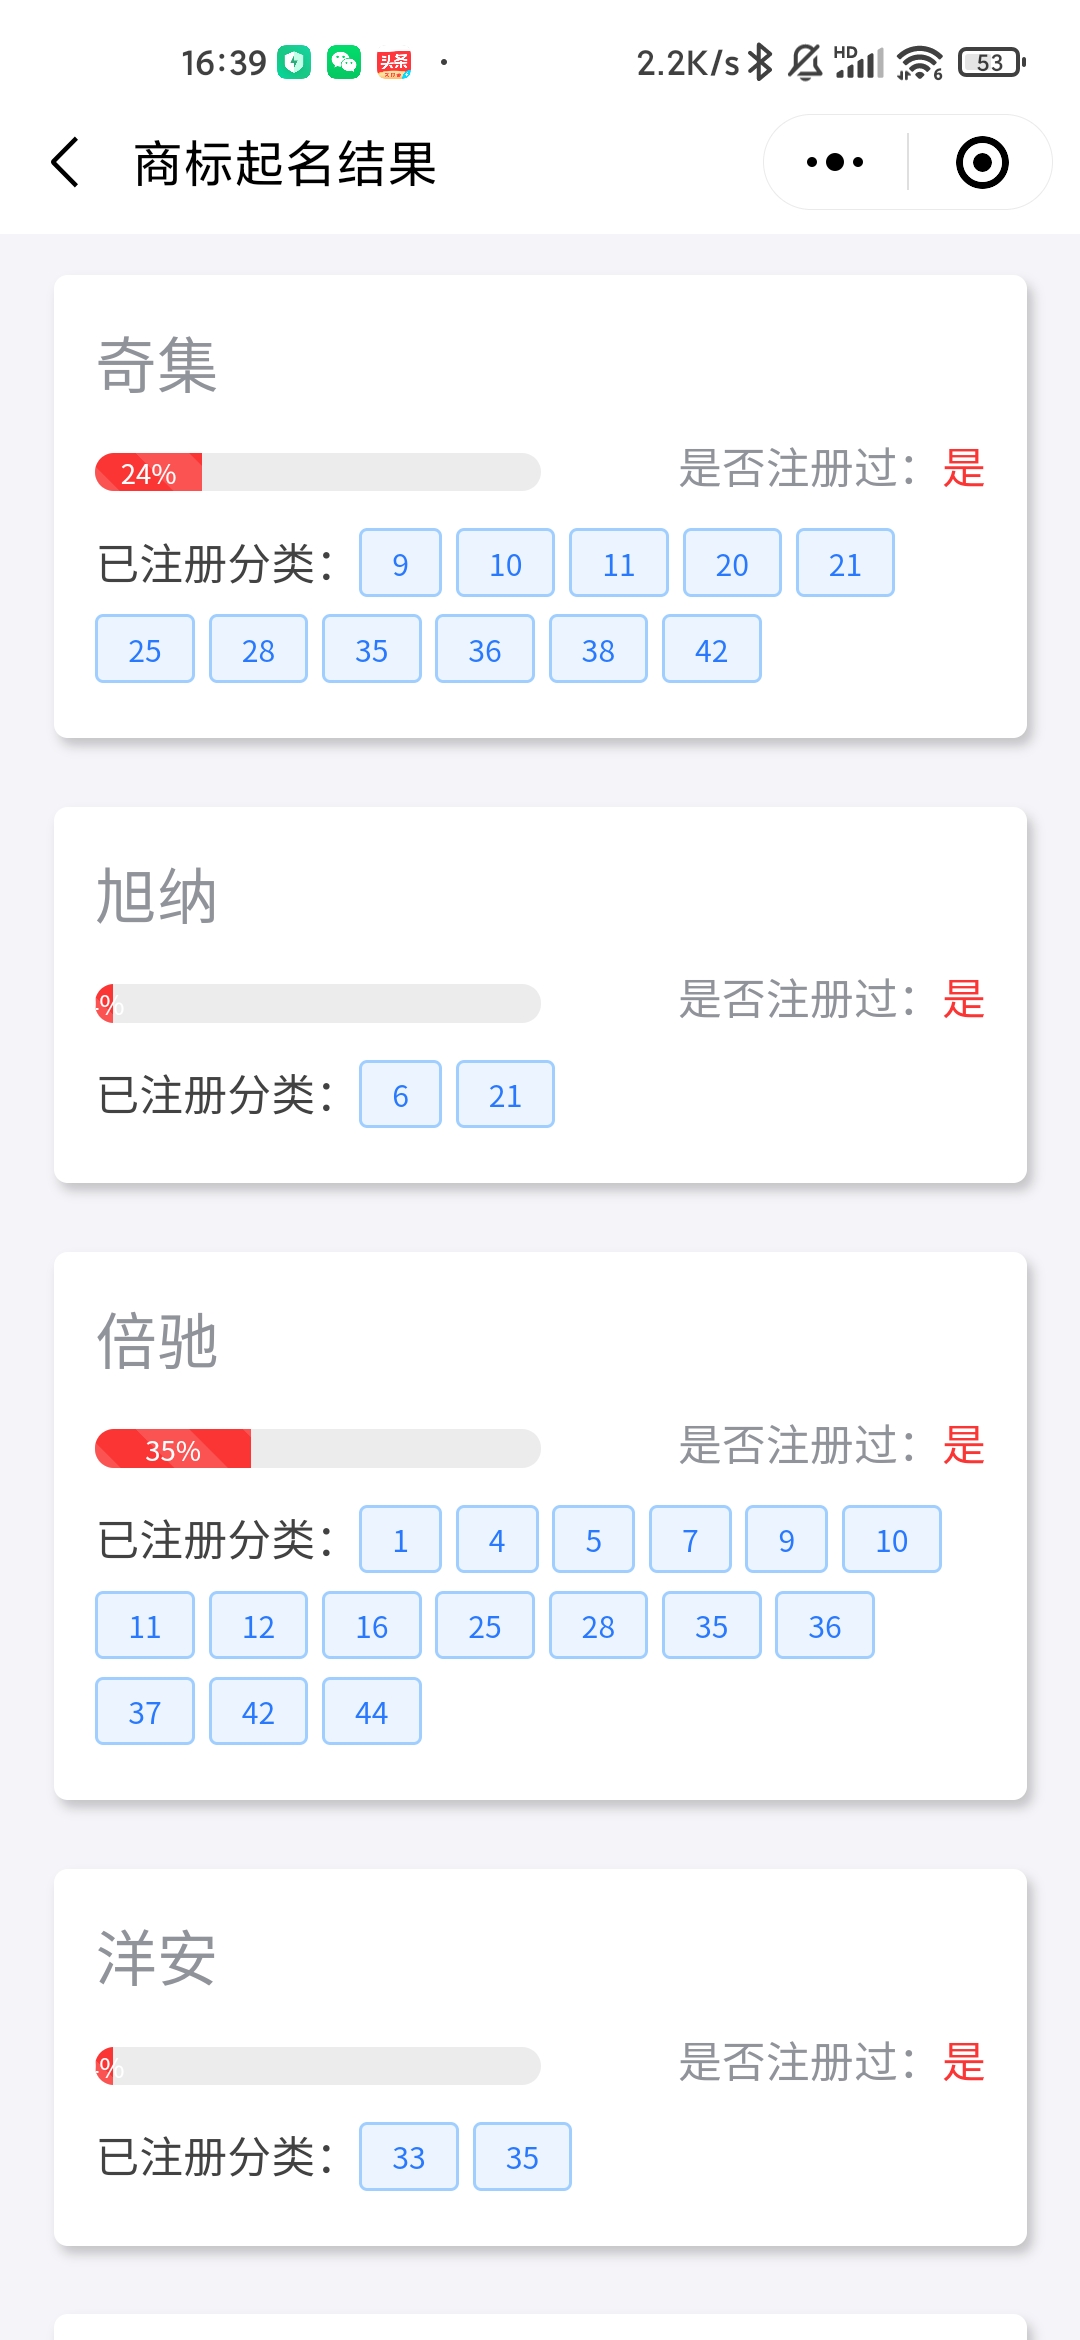 16:39 头条 2.2K/s HD 6 53
商标起名结果
奇集
24% 是否注册过：是
已注册分类： 9 10 11 20 21
25 28 35 36 38 42
旭纳
% 是否注册过：是
已注册分类： 6 21
倍驰
35% 是否注册过：是
已注册分类： 1 4 5 7 9 10
11 12 16 25 28 35 36
37 42 44
洋安
% 是否注册过：是
已注册分类： 33 35